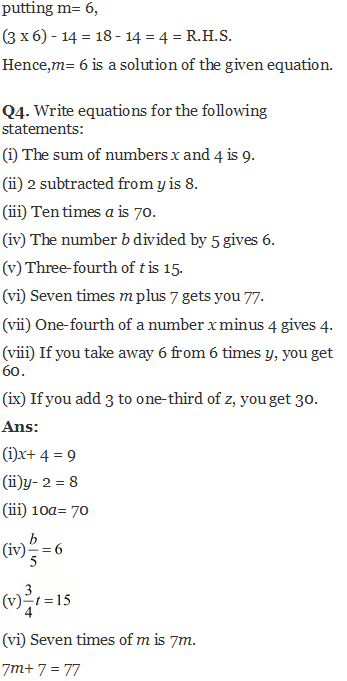 putting m= 6,
(3 x 6) - 14 = 18 - 14 = 4 = R.H.S.
Hence,m= 6 is a solution of the given equation.
Q4. Write equations for the following
statements:
(i) The sum of numbers x and 4 is 9.
(ii) 2 subtracted from y is 8.
(iii) Ten times a is 70.
(iv) The number b divided by 5 gives 6.
(v) Three-fourth of t is 15.
(vi) Seven times m plus 7 gets you 77.
(vii) One-fourth of a number x minus 4 gives 4.
(viii) If you take away 6 from 6 times y, you get
60.
(ix) If you add 3 to one-third of z, you get 30.
Ans:
(i)x+ 4 = 9
(ii)y- 2 = 8
(iii) 10a= 70
(iv) b/5 = 6
(v) 3/4 t = 15
(vi) Seven times of m is 7m.
7m+ 7 = 77